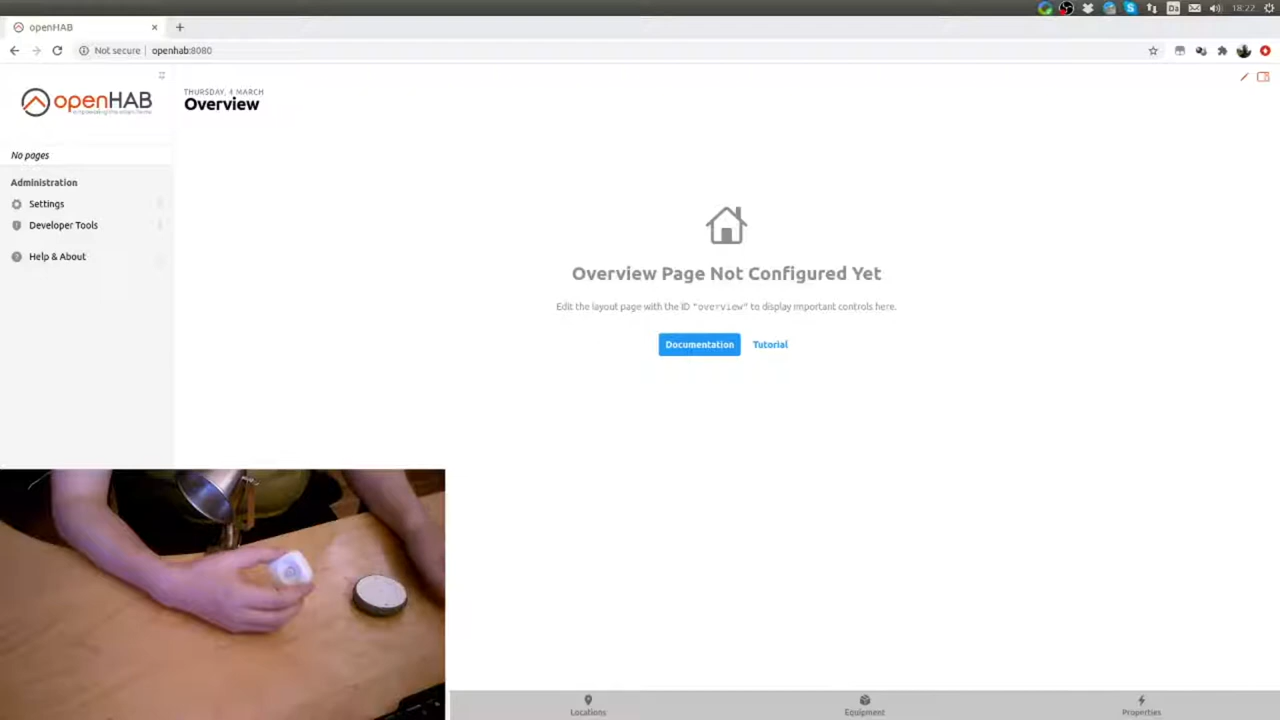 18:22
openHAB
Not secure
openhab:8080
openHAB
THURSDAY, 4 MARCH
Overview
No pages
Administration
Settings
Developer Tools
Help & About
Overview Page Not Configured Yet
Edit the layout page with the ID "overview" to display important controls here.
Documentation
Tutorial
Locations
Equipment
Properties